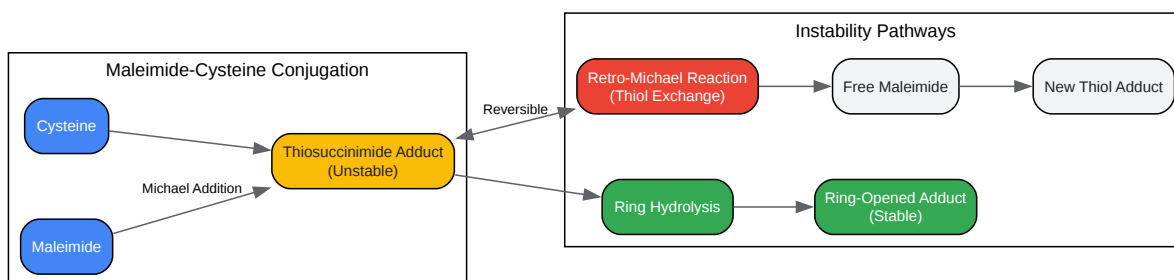 Maleimide-Cysteine Conjugation
Cysteine
Maleimide
Michael Addition
Thiosuccinimide Adduct
(Unstable)
Reversible
Instability Pathways
Retro-Michael Reaction
(Thiol Exchange)
Free Maleimide
New Thiol Adduct
Ring Hydrolysis
Ring-Opened Adduct
(Stable)